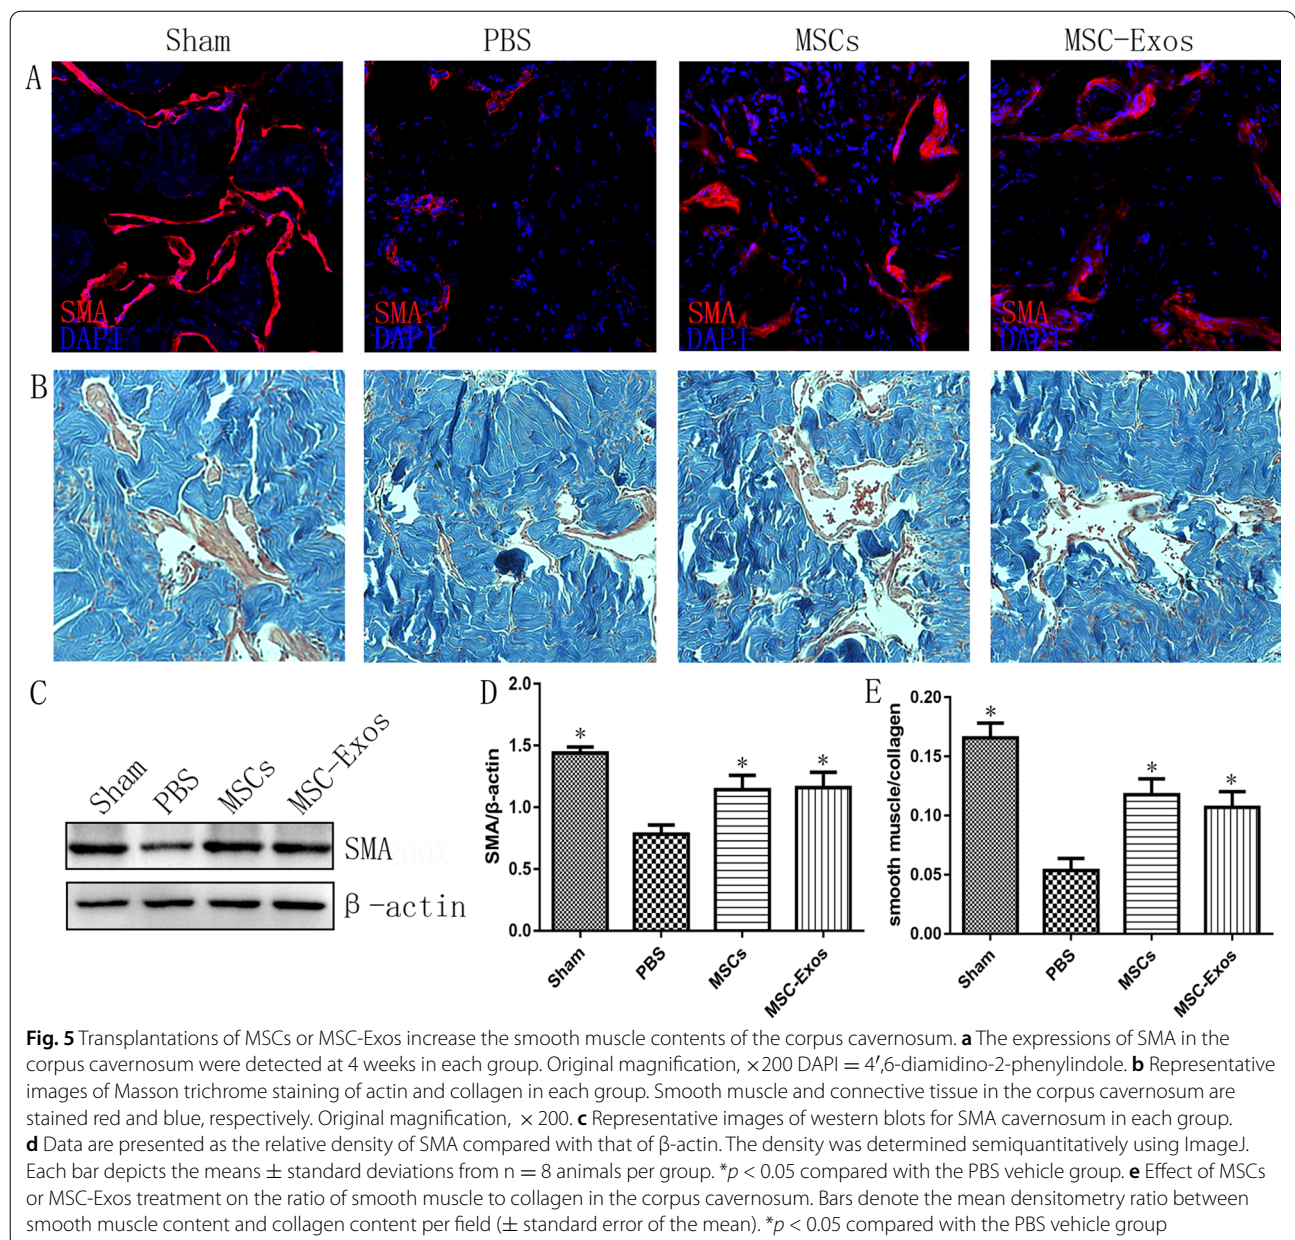 Sham PBS MSCs MSC-Exos
A
SMA SMA SMA SMA
DAPI DAPI DAPI DAPI
B
C
Sham PBS MSCs MSC-Exos
SMA
200X
β-actin
D
SMA/β-actin
2.0
1.5
1.0
0.5
0.0
* * *
Sham PBS MSCs MSC-Exos
E
smooth muscle/collagen
0.20
0.15
0.10
0.05
0.00
* * *
Sham PBS MSCs MSC-Exos
Fig. 5 Transplantations of MSCs or MSC-Exos increase the smooth muscle contents of the corpus cavernosum. a The expressions of SMA in the
corpus cavernosum were detected at 4 weeks in each group. Original magnification, ×200 DAPI = 4′,6-diamidino-2-phenylindole. b Representative
images of Masson trichrome staining of actin and collagen in each group. Smooth muscle and connective tissue in the corpus cavernosum are
stained red and blue, respectively. Original magnification, × 200. c Representative images of western blots for SMA cavernosum in each group.
d Data are presented as the relative density of SMA compared with that of β-actin. The density was determined semiquantitatively using ImageJ.
Each bar depicts the means ± standard deviations from n = 8 animals per group. *p < 0.05 compared with the PBS vehicle group. e Effect of MSCs
or MSC-Exos treatment on the ratio of smooth muscle to collagen in the corpus cavernosum. Bars denote the mean densitometry ratio between
smooth muscle content and collagen content per field (± standard error of the mean). *p < 0.05 compared with the PBS vehicle group